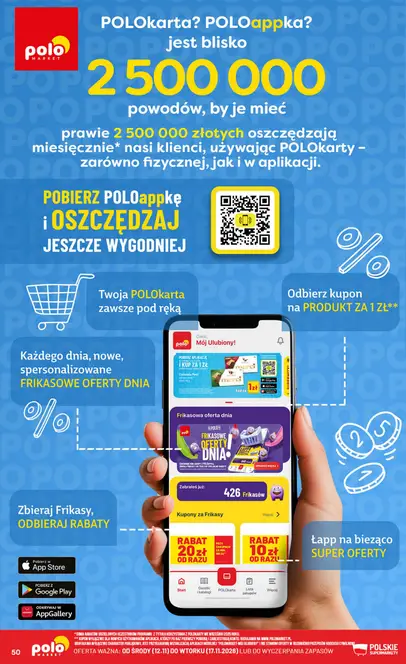 polo
MARKET
POLOkarta? POLOappka?
jest blisko
2 500 000
powodów, by je mieć
prawie 2 500 000 złotych oszczędzają
miesięcznie* nasi klienci, używając POLOkarty –
zarówno fizycznej, jak i w aplikacji.
POBIERZ POLOappkę
i OSZCZĘDZAJ
JESZCZE WYGODNIEJ
Twoja POLOkarta
zawsze pod ręką
Odbierz kupon
na PRODUKT ZA 1 ZŁ**
Każdego dnia, nowe,
spersonalizowane
FRIKASOWE OFERTY DNIA
polo
Mój Ulubiony!
1 zł
Frikasowa oferta dnia
FRIKASOWE
OFERTY
DNIA!
426 Frikasów
Kupony za Frikasy
RABAT
20 zł
OD RAZU
RABAT
10 zł
OD RAZU
Zbieraj Frikasy,
ODBIERAJ RABATY
Łapp na bieżąco
SUPER OFERTY
App Store
Google Play
AppGallery
50
polo
MARKET
OFERTA WAŻNA: OD ŚRODY (12.11) DO WTORKU (17.11.2026) LUB DO WYCZERPANIA ZAPASÓW
POLSKIE
SUPERMARKETY